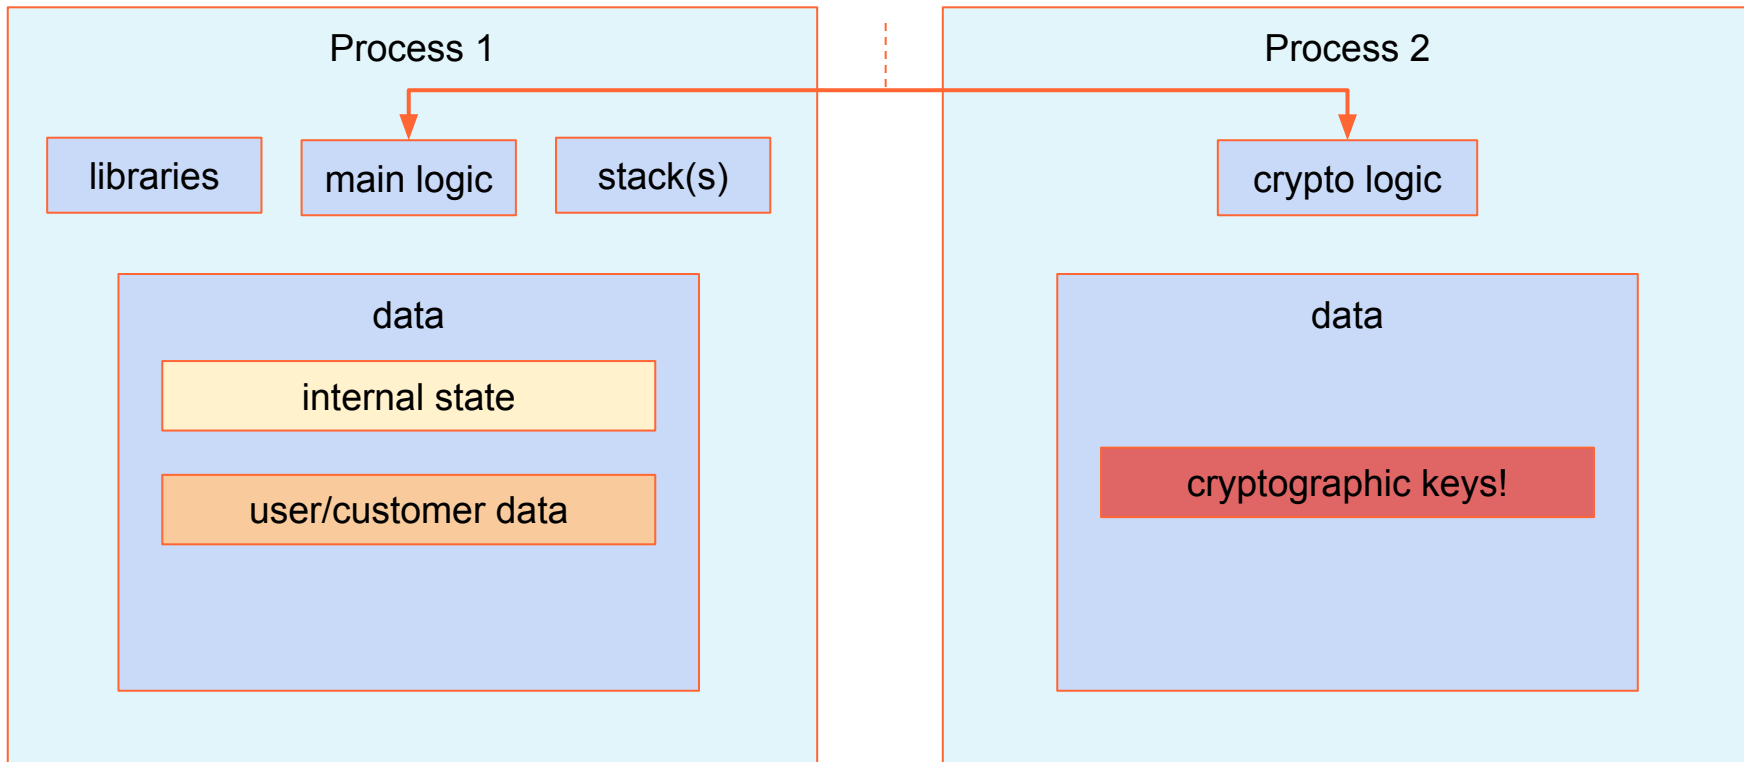 Process 1
Process 2
libraries
main logic
stack(s)
crypto logic
data
internal state
user/customer data
data
cryptographic keys!